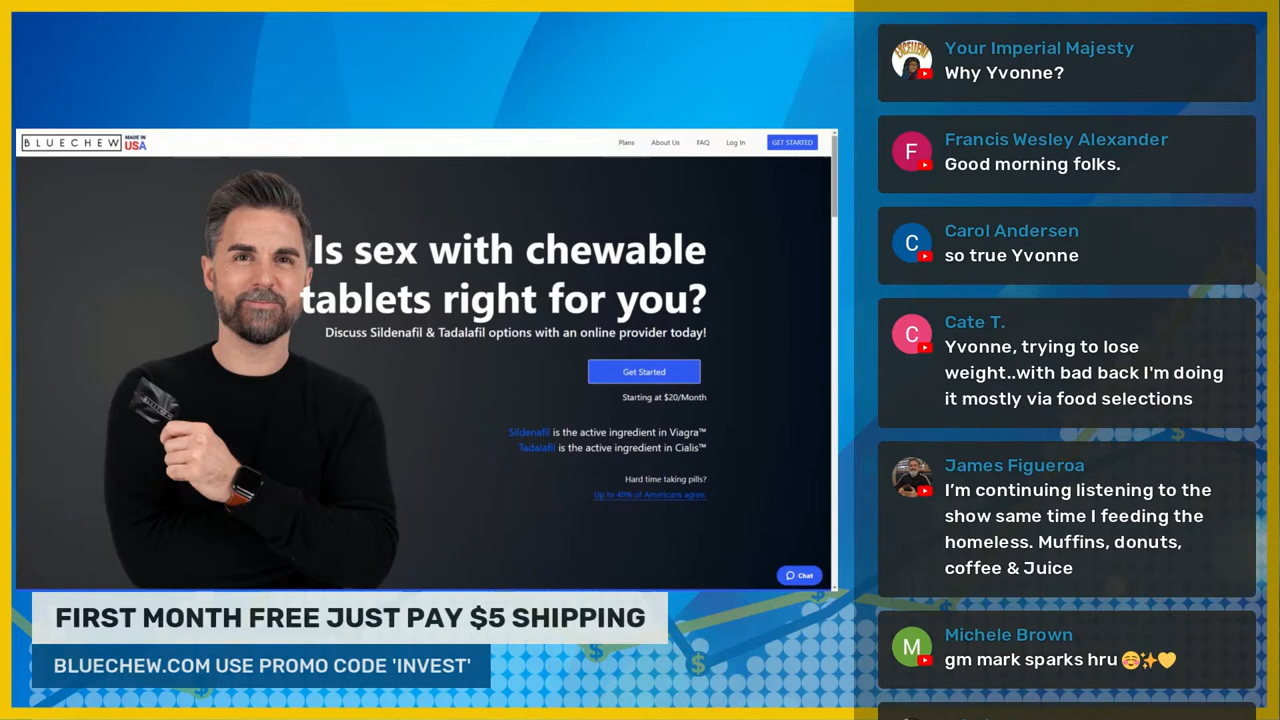 BLUECHEW MADE IN USA
Plans About Us FAQ Log In GET STARTED
Is sex with chewable
tablets right for you?
Discuss Sildenafil & Tadalafil options with an online provider today!
Get Started
Starting at $20/Month
Sildenafil is the active ingredient in Viagra™
Tadalafil is the active ingredient in Cialis™
Hard time taking pills?
Up to 40% of Americans agree.
BLUECHEW
Chat
FIRST MONTH FREE JUST PAY $5 SHIPPING
BLUECHEW.COM USE PROMO CODE 'INVEST'
EXCELLENT
Your Imperial Majesty
Why Yvonne?
F
Francis Wesley Alexander
Good morning folks.
C
Carol Andersen
so true Yvonne
C
Cate T.
Yvonne, trying to lose
weight..with bad back I'm doing
it mostly via food selections
James Figueroa
I’m continuing listening to the
show same time I feeding the
homeless. Muffins, donuts,
coffee & Juice
M
Michele Brown
gm mark sparks hru ☺️✨💛